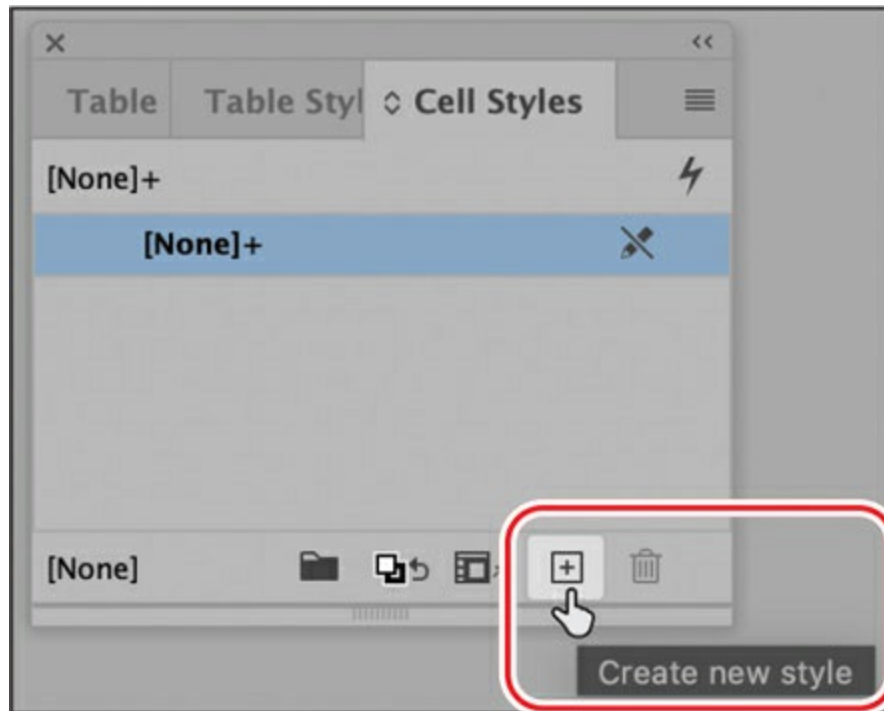 Table Table Styl Cell Styles
[None]+
[None]+
[None]
Create new style